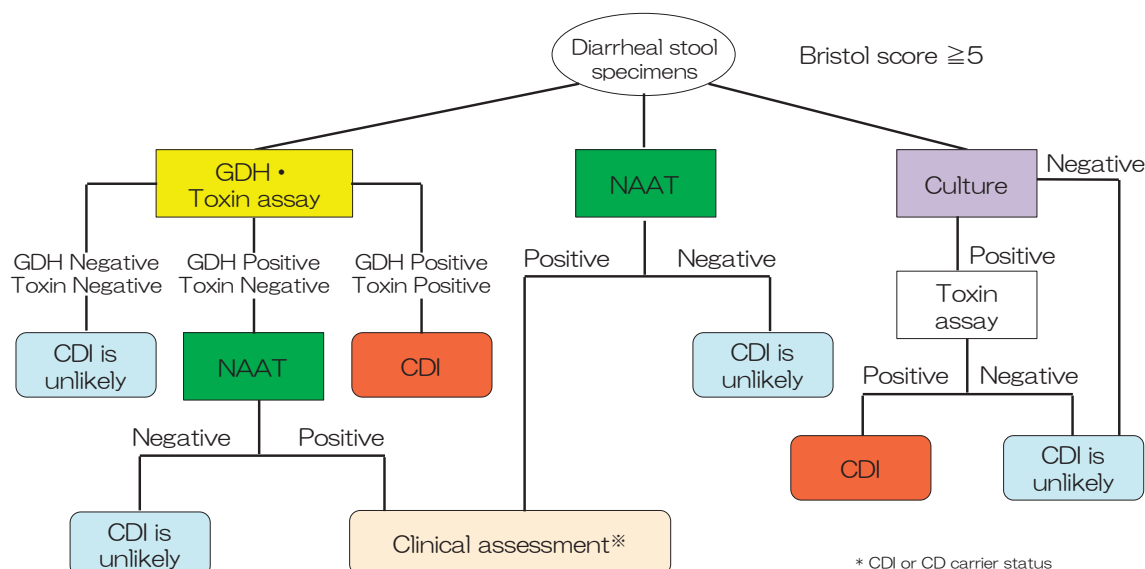 Diarrheal stool
specimens
Bristol score ≧5
GDH・
Toxin assay
NAAT
Culture
Negative
GDH Negative
Toxin Negative
GDH Positive
Toxin Negative
GDH Positive
Toxin Positive
Positive
Negative
Positive
Toxin
assay
CDI is
unlikely
NAAT
CDI
CDI is
unlikely
Positive
Negative
Negative
Positive
CDI
CDI is
unlikely
CDI is
unlikely
Clinical assessment※
* CDI or CD carrier status